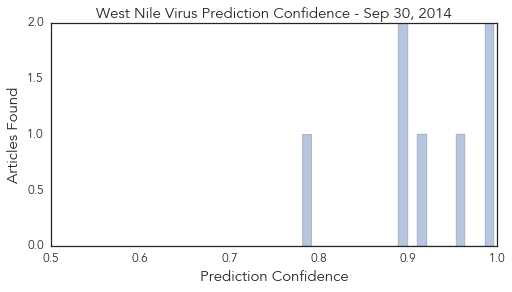 West Nile Virus Prediction Confidence - Sep 30, 2014
2.0
1.5
1.0
0.5
0.0
Articles Found
0.5 0.6 0.7 0.8 0.9 1.0
Prediction Confidence